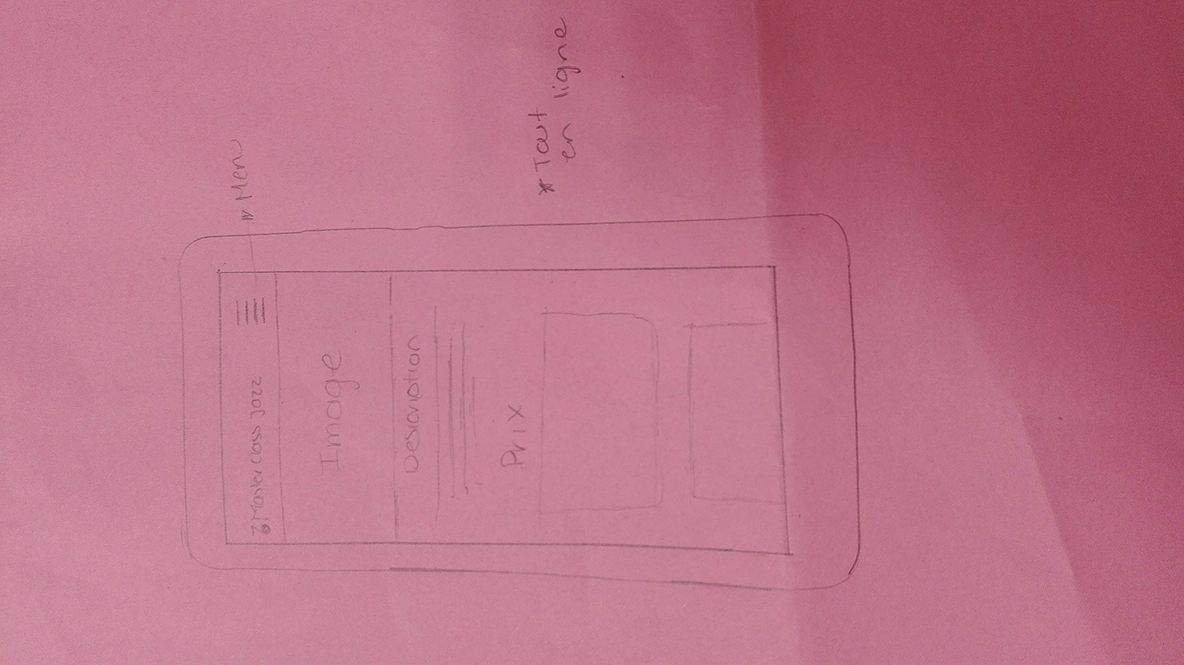 Menu
Master Class Jazz
Image
Description
Prix
* Tout
en ligne